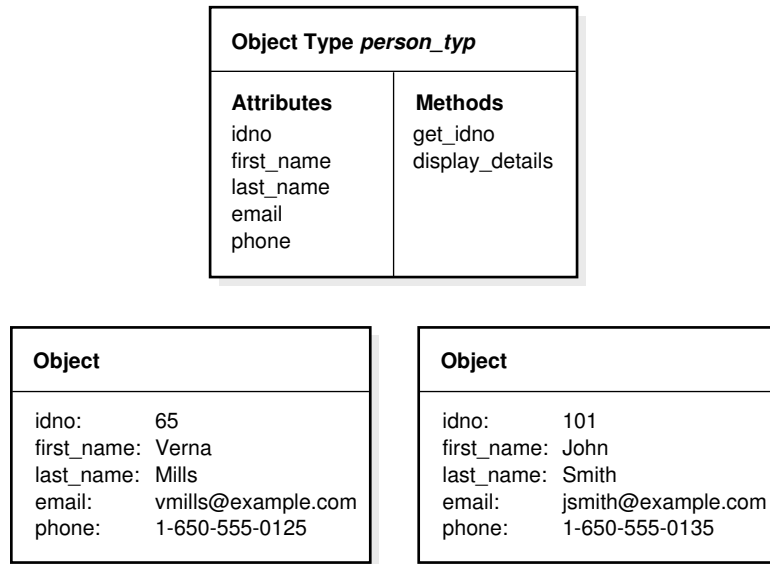 Object Type person_typ
Attributes
idno
first_name
last_name
email
phone
Methods
get_idno
display_details
Object
idno: 65
first_name: Verna
last_name: Mills
email: vmills@example.com
phone: 1-650-555-0125
Object
idno: 101
first_name: John
last_name: Smith
email: jsmith@example.com
phone: 1-650-555-0135